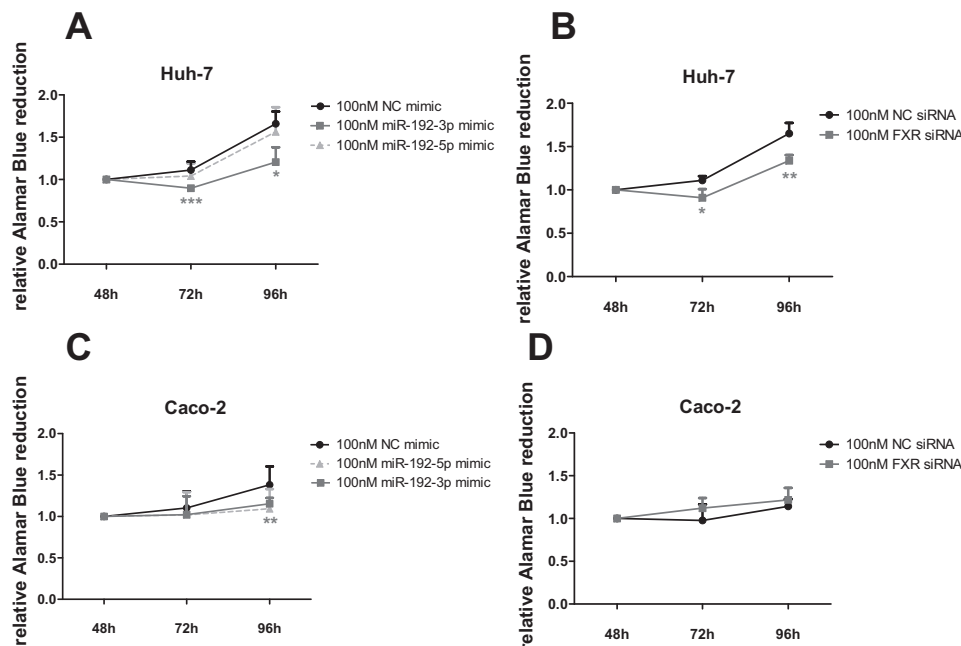 A
Huh-7
relative Alamar Blue reduction
2.0
1.5
1.0
0.5
0.0
48h
72h
96h
***
*
100nM NC mimic
100nM miR-192-3p mimic
100nM miR-192-5p mimic
B
Huh-7
relative Alamar Blue reduction
2.0
1.5
1.0
0.5
0.0
48h
72h
96h
*
**
100nM NC siRNA
100nM FXR siRNA
C
Caco-2
relative Alamar Blue reduction
2.0
1.5
1.0
0.5
0.0
48h
72h
96h
**
100nM NC mimic
100nM miR-192-5p mimic
100nM miR-192-3p mimic
D
Caco-2
relative Alamar Blue reduction
2.0
1.5
1.0
0.5
0.0
48h
72h
96h
100nM NC siRNA
100nM FXR siRNA